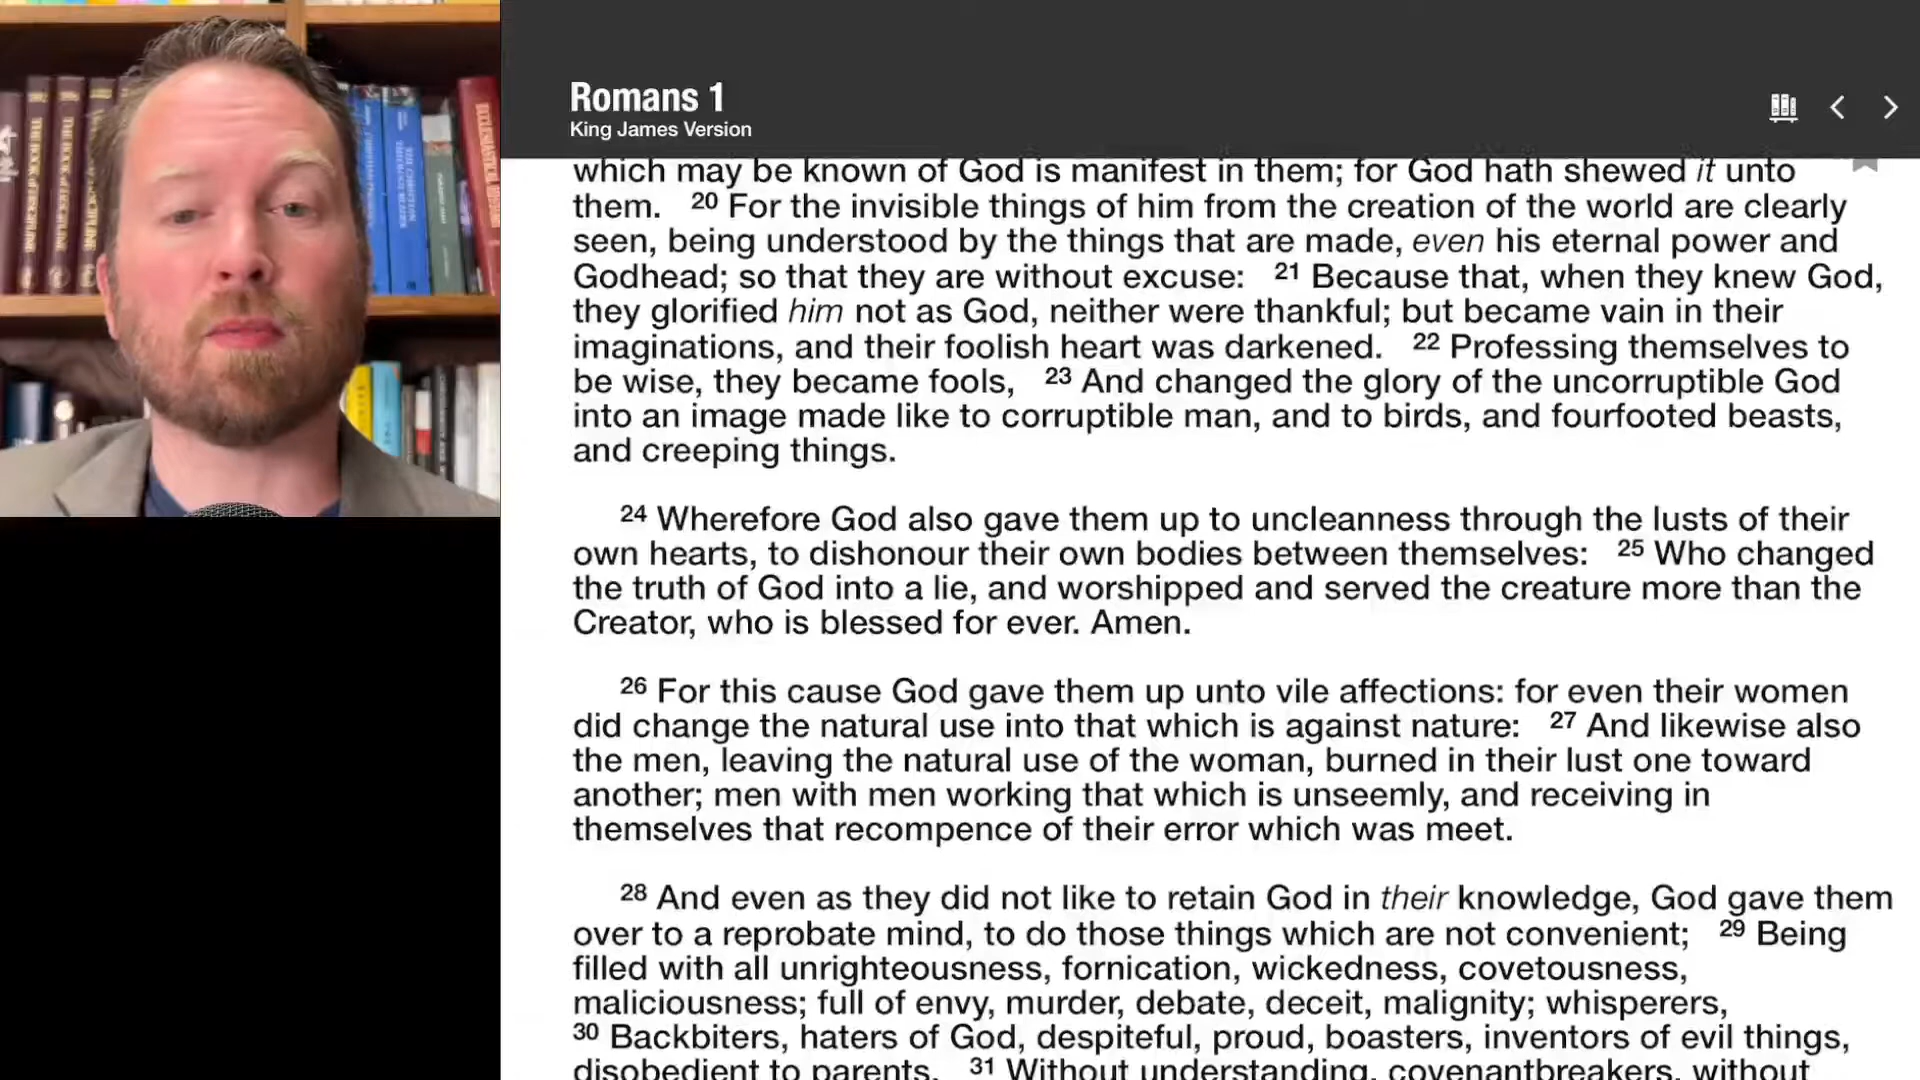 THE BOOK of DISCIPLINE
THE BOOK of DISCIPLINE
Romans 1
King James Version
which may be known of God is manifest in them; for God hath shewed it unto
them. 20 For the invisible things of him from the creation of the world are clearly
seen, being understood by the things that are made, even his eternal power and
Godhead; so that they are without excuse: 21 Because that, when they knew God,
they glorified him not as God, neither were thankful; but became vain in their
imaginations, and their foolish heart was darkened. 22 Professing themselves to
be wise, they became fools, 23 And changed the glory of the uncorruptible God
into an image made like to corruptible man, and to birds, and fourfooted beasts,
and creeping things.
24 Wherefore God also gave them up to uncleanness through the lusts of their
own hearts, to dishonour their own bodies between themselves: 25 Who changed
the truth of God into a lie, and worshipped and served the creature more than the
Creator, who is blessed for ever. Amen.
26 For this cause God gave them up unto vile affections: for even their women
did change the natural use into that which is against nature: 27 And likewise also
the men, leaving the natural use of the woman, burned in their lust one toward
another; men with men working that which is unseemly, and receiving in
themselves that recompence of their error which was meet.
28 And even as they did not like to retain God in their knowledge, God gave them
over to a reprobate mind, to do those things which are not convenient; 29 Being
filled with all unrighteousness, fornication, wickedness, covetousness,
maliciousness; full of envy, murder, debate, deceit, malignity; whisperers,
30 Backbiters, haters of God, despiteful, proud, boasters, inventors of evil things,
disobedient to parents, 31 Without understanding, covenantbreakers, without